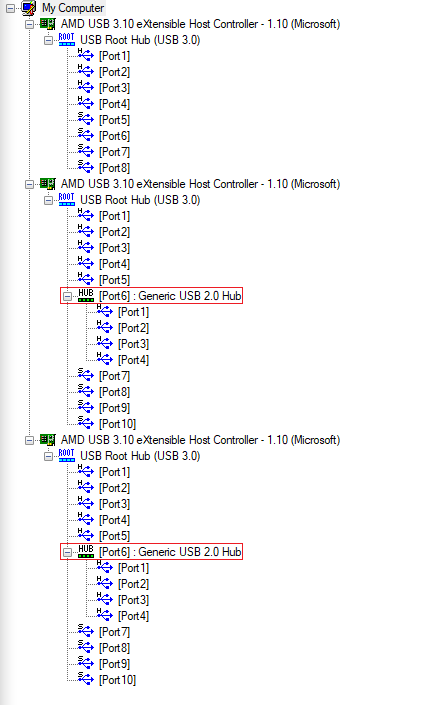 My Computer
AMD USB 3.10 eXtensible Host Controller - 1.10 (Microsoft)
ROOT USB Root Hub (USB 3.0)
H [Port1]
H [Port2]
H [Port3]
H [Port4]
S [Port5]
S [Port6]
S [Port7]
S [Port8]
AMD USB 3.10 eXtensible Host Controller - 1.10 (Microsoft)
ROOT USB Root Hub (USB 3.0)
H [Port1]
H [Port2]
H [Port3]
H [Port4]
H [Port5]
HUB [Port6] : Generic USB 2.0 Hub
H [Port1]
H [Port2]
H [Port3]
H [Port4]
S [Port7]
S [Port8]
S [Port9]
S [Port10]
AMD USB 3.10 eXtensible Host Controller - 1.10 (Microsoft)
ROOT USB Root Hub (USB 3.0)
H [Port1]
H [Port2]
H [Port3]
H [Port4]
H [Port5]
HUB [Port6] : Generic USB 2.0 Hub
H [Port1]
H [Port2]
H [Port3]
H [Port4]
S [Port7]
S [Port8]
S [Port9]
S [Port10]